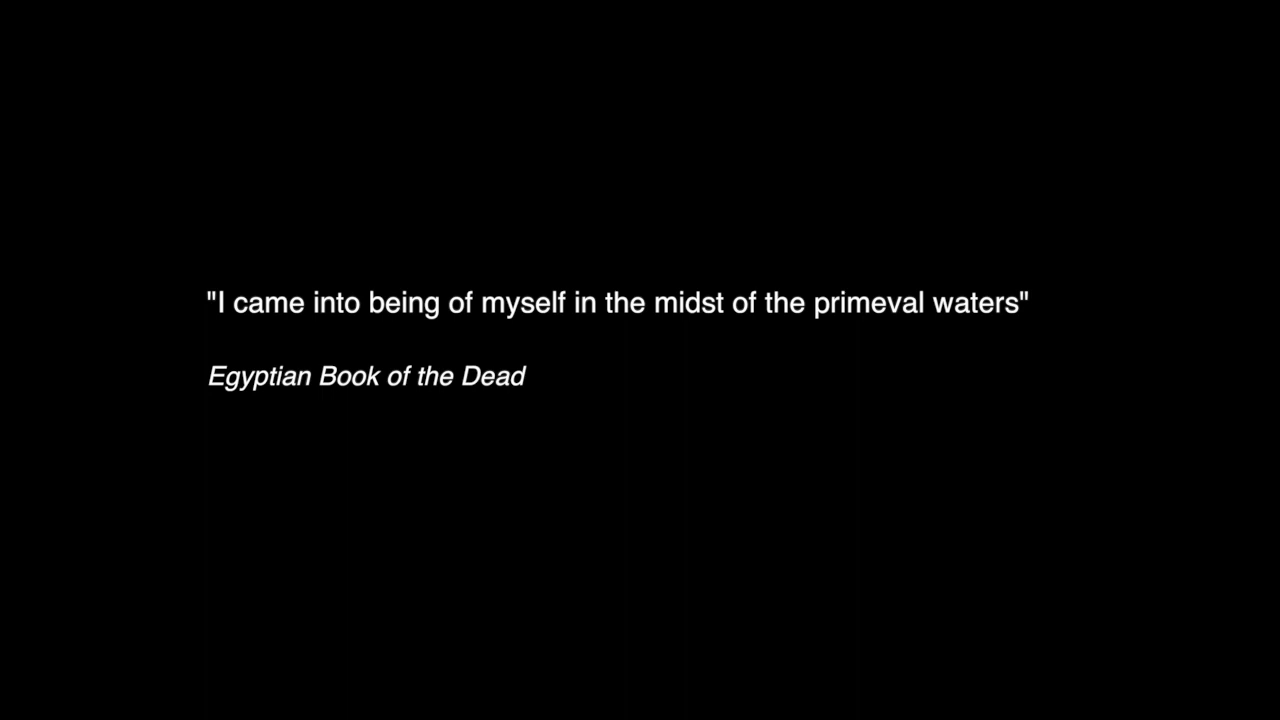 "I came into being of myself in the midst of the primeval waters"
Egyptian Book of the Dead